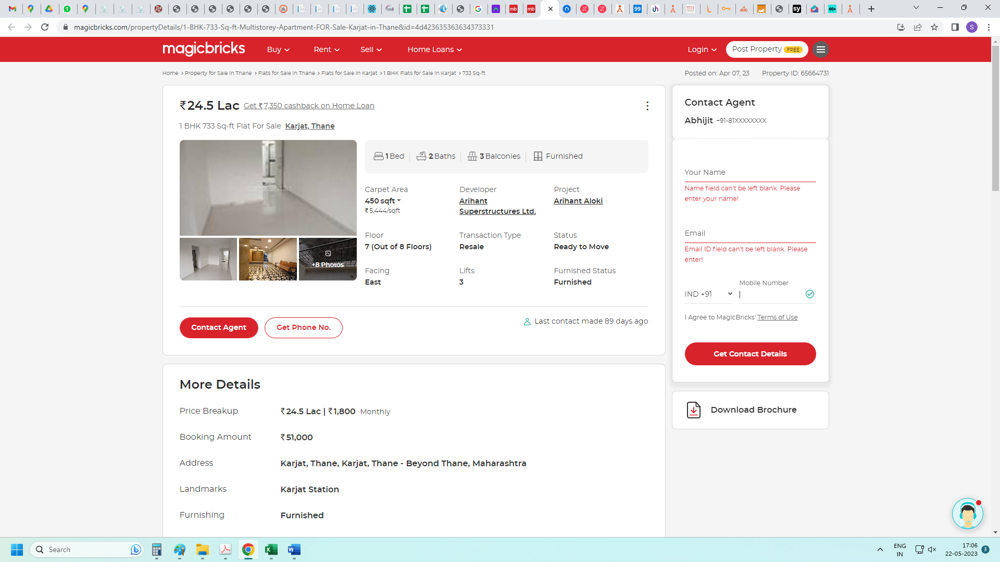 magicbricks.com/propertyDetails/1-BHK-733-Sq-ft-Multistorey-Apartment-FOR-Sale-Karjat-in-Thane&id=4d423635363634373331
S
magicbricks
Buy
Rent
Sell
Home Loans
Login
Post Property FREE
Home > Property for Sale in Thane > Flats for Sale in Thane > Flats for Sale in Karjat > 1 BHK Flats for Sale in Karjat > 733 Sq-ft
Posted on: Apr 07, 23 Property ID: 65664731
₹24.5 Lac Get ₹7,350 cashback on Home Loan
1 BHK 733 Sq-ft Flat For Sale Karjat, Thane
1 Bed
2 Baths
3 Balconies
Furnished
Carpet Area
450 sqft
₹5,444/sqft
Developer
Arihant
Superstructures Ltd.
Project
Arihant Aloki
Floor
7 (Out of 8 Floors)
Transaction Type
Resale
Status
Ready to Move
Facing
East
Lifts
3
Furnished Status
Furnished
+8 Photos
Contact Agent
Get Phone No.
Last contact made 89 days ago
More Details
Price Breakup ₹24.5 Lac | ₹1,800 Monthly
Booking Amount ₹51,000
Address Karjat, Thane, Karjat, Thane - Beyond Thane, Maharashtra
Landmarks Karjat Station
Furnishing Furnished
Contact Agent
Abhijit +91-81XXXXXXXX
Your Name
Name field can't be left blank. Please
enter your name!
Email
Email ID field can't be left blank. Please
enter!
Mobile Number
IND +91
I Agree to MagicBricks' Terms of Use
Get Contact Details
Download Brochure
Search
ENG
IN
17:06
22-05-2023
3